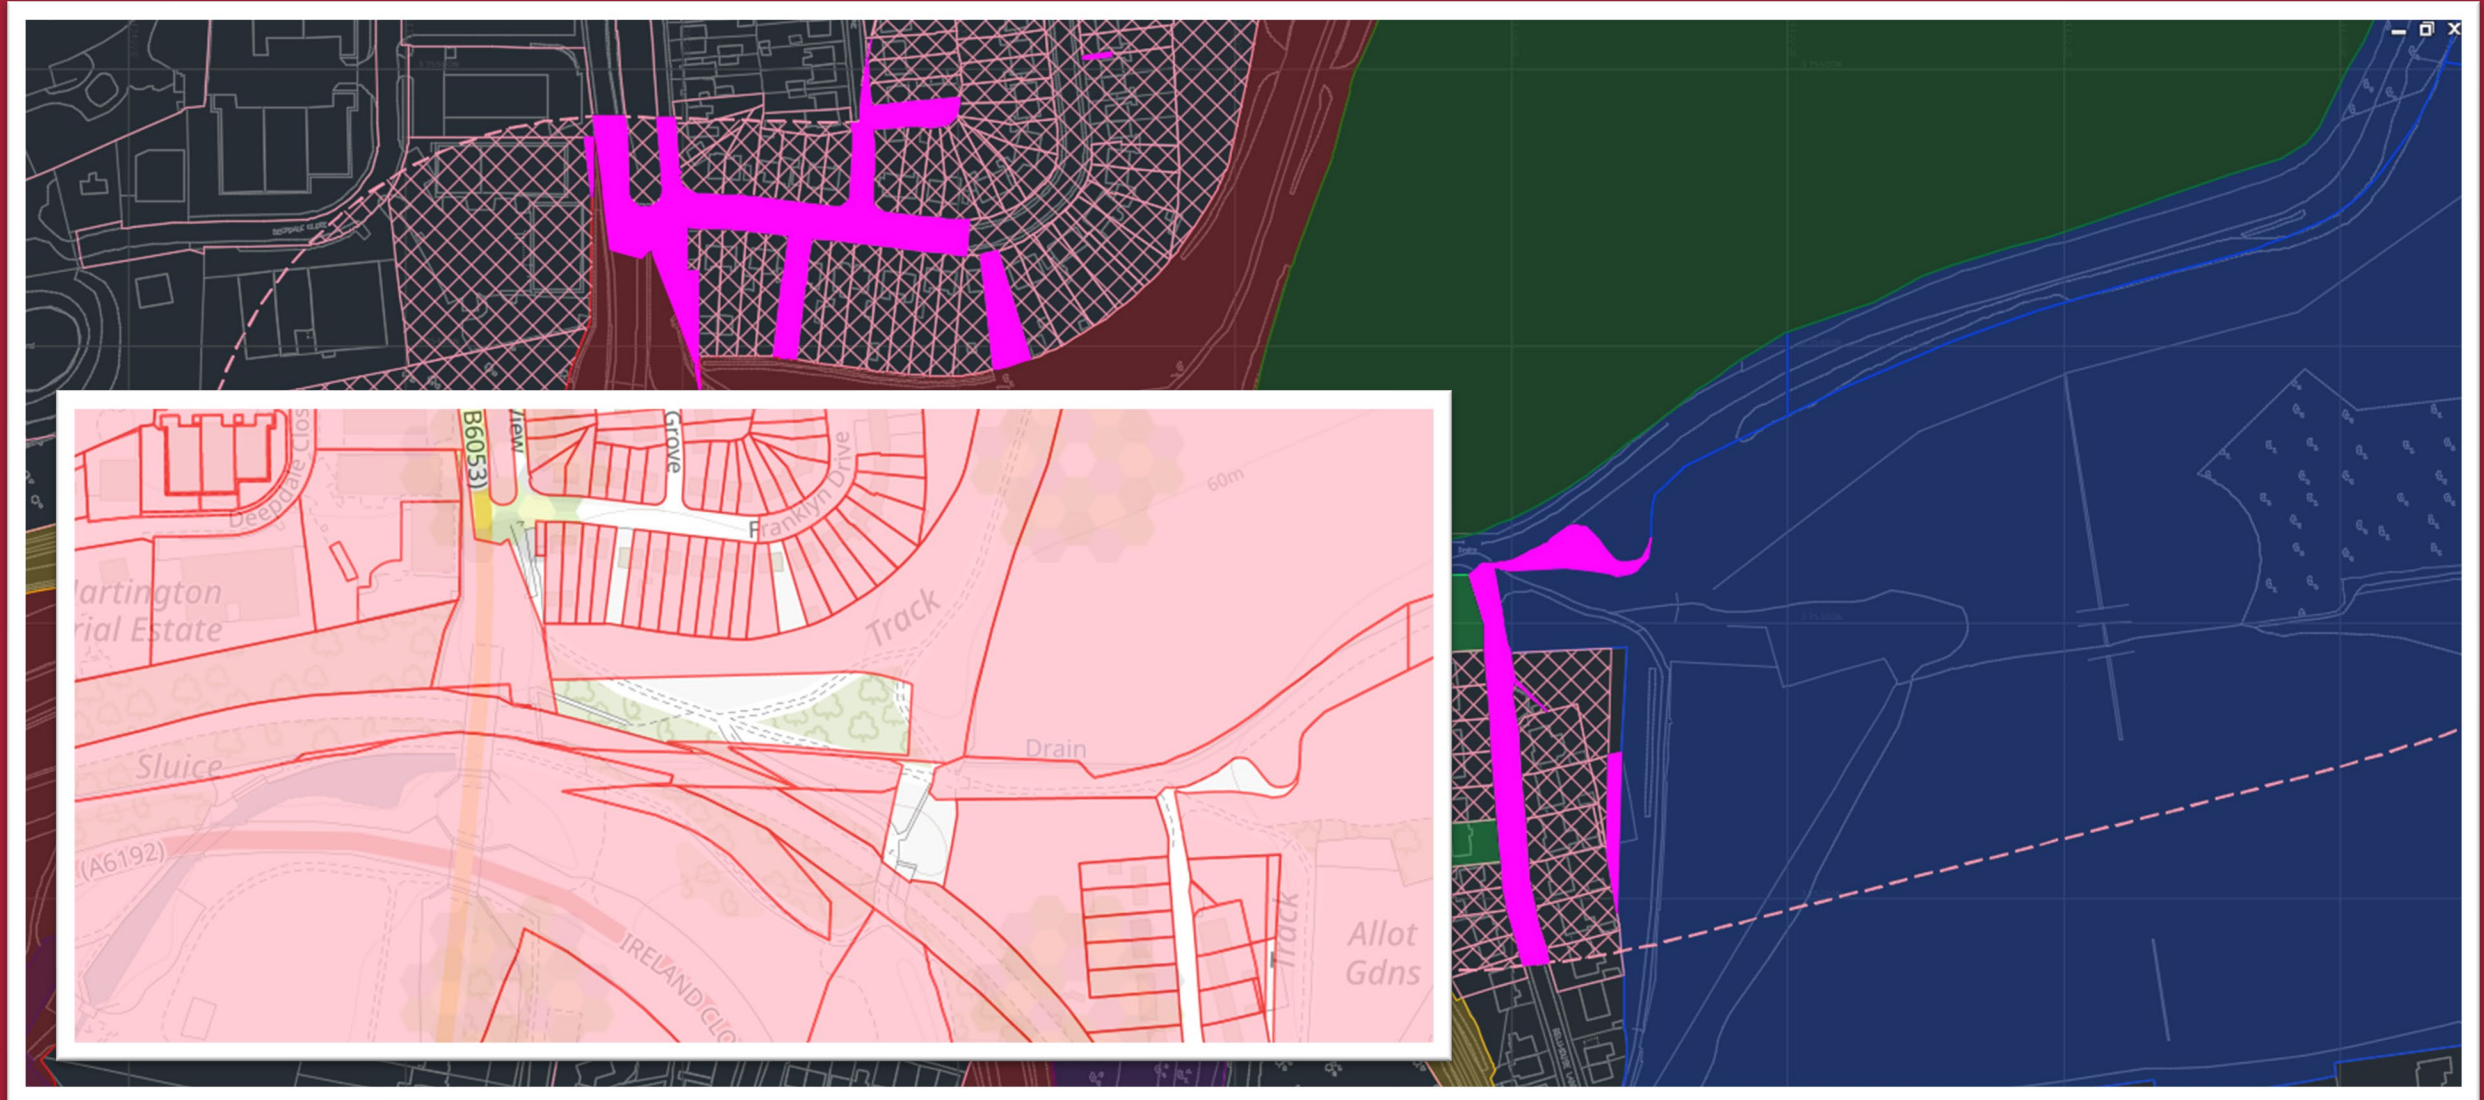 B6053)
View
Grove
Deepdale Clos
Franklyn Drive
60m
artington
rial Estate
Track
Sluice
Drain
(A6192)
IRELAND CLO
Track
Allot
Gdns